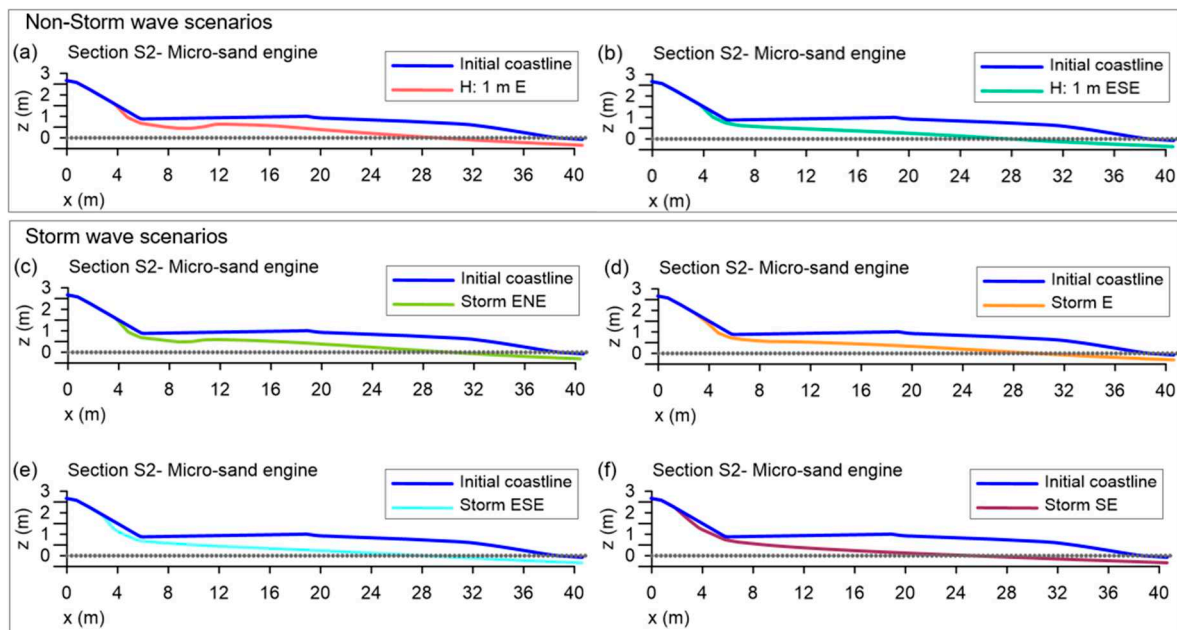 Non-Storm wave scenarios
(a) Section S2- Micro-sand engine
Initial coastline
H: 1 m E
z (m)
3
2
1
0
0 4 8 12 16 20 24 28 32 36 40
x (m)
(b) Section S2- Micro-sand engine
Initial coastline
H: 1 m ESE
z (m)
3
2
1
0
0 4 8 12 16 20 24 28 32 36 40
x (m)
Storm wave scenarios
(c) Section S2- Micro-sand engine
Initial coastline
Storm ENE
z (m)
3
2
1
0
0 4 8 12 16 20 24 28 32 36 40
x (m)
(d) Section S2- Micro-sand engine
Initial coastline
Storm E
z (m)
3
2
1
0
0 4 8 12 16 20 24 28 32 36 40
x (m)
(e) Section S2- Micro-sand engine
Initial coastline
Storm ESE
z (m)
3
2
1
0
0 4 8 12 16 20 24 28 32 36 40
x (m)
(f) Section S2- Micro-sand engine
Initial coastline
Storm SE
z (m)
3
2
1
0
0 4 8 12 16 20 24 28 32 36 40
x (m)